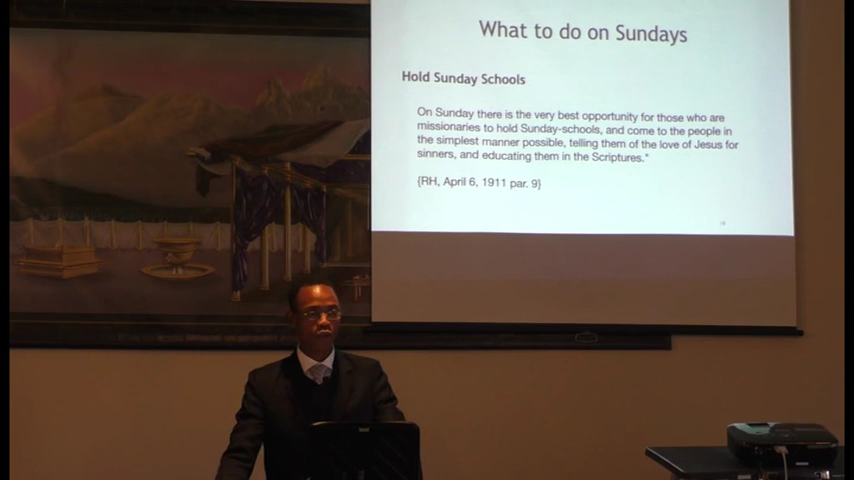 What to do on Sundays
Hold Sunday Schools
On Sunday there is the very best opportunity for those who are
missionaries to hold Sunday-schools, and come to the people in
the simplest manner possible, telling them of the love of Jesus for
sinners, and educating them in the Scriptures."
{RH, April 6, 1911 par. 9}